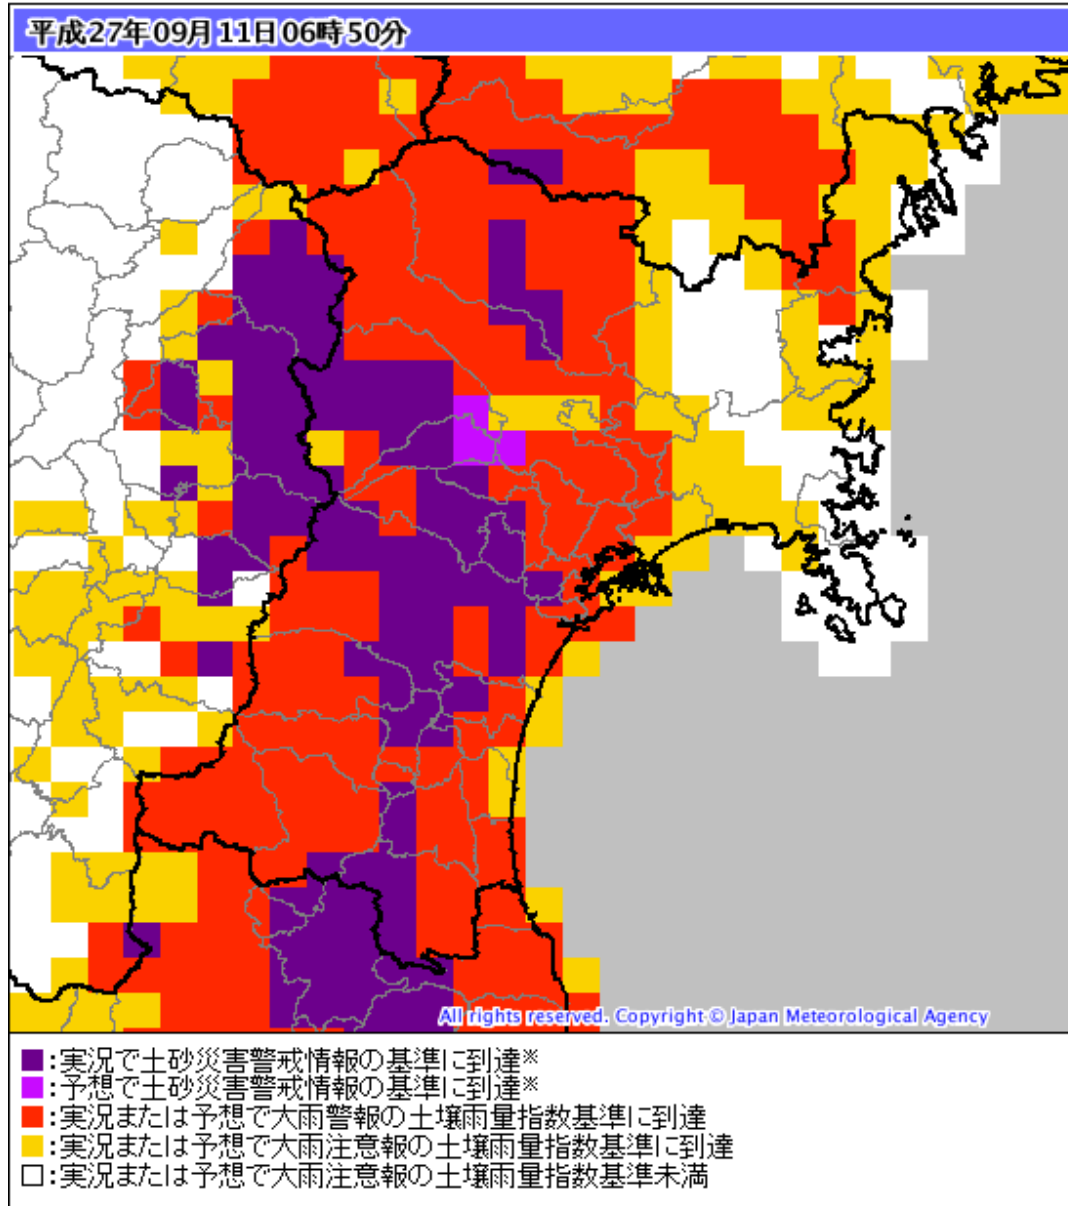 平成27年09月11日06時50分
All rights reserved. Copyright © Japan Meteorological Agency
■:実況で土砂災害警戒情報の基準に到達※
■:予想で土砂災害警戒情報の基準に到達※
■:実況または予想で大雨警報の土壌雨量指数基準に到達
■:実況または予想で大雨注意報の土壌雨量指数基準に到達
□:実況または予想で大雨注意報の土壌雨量指数基準未満